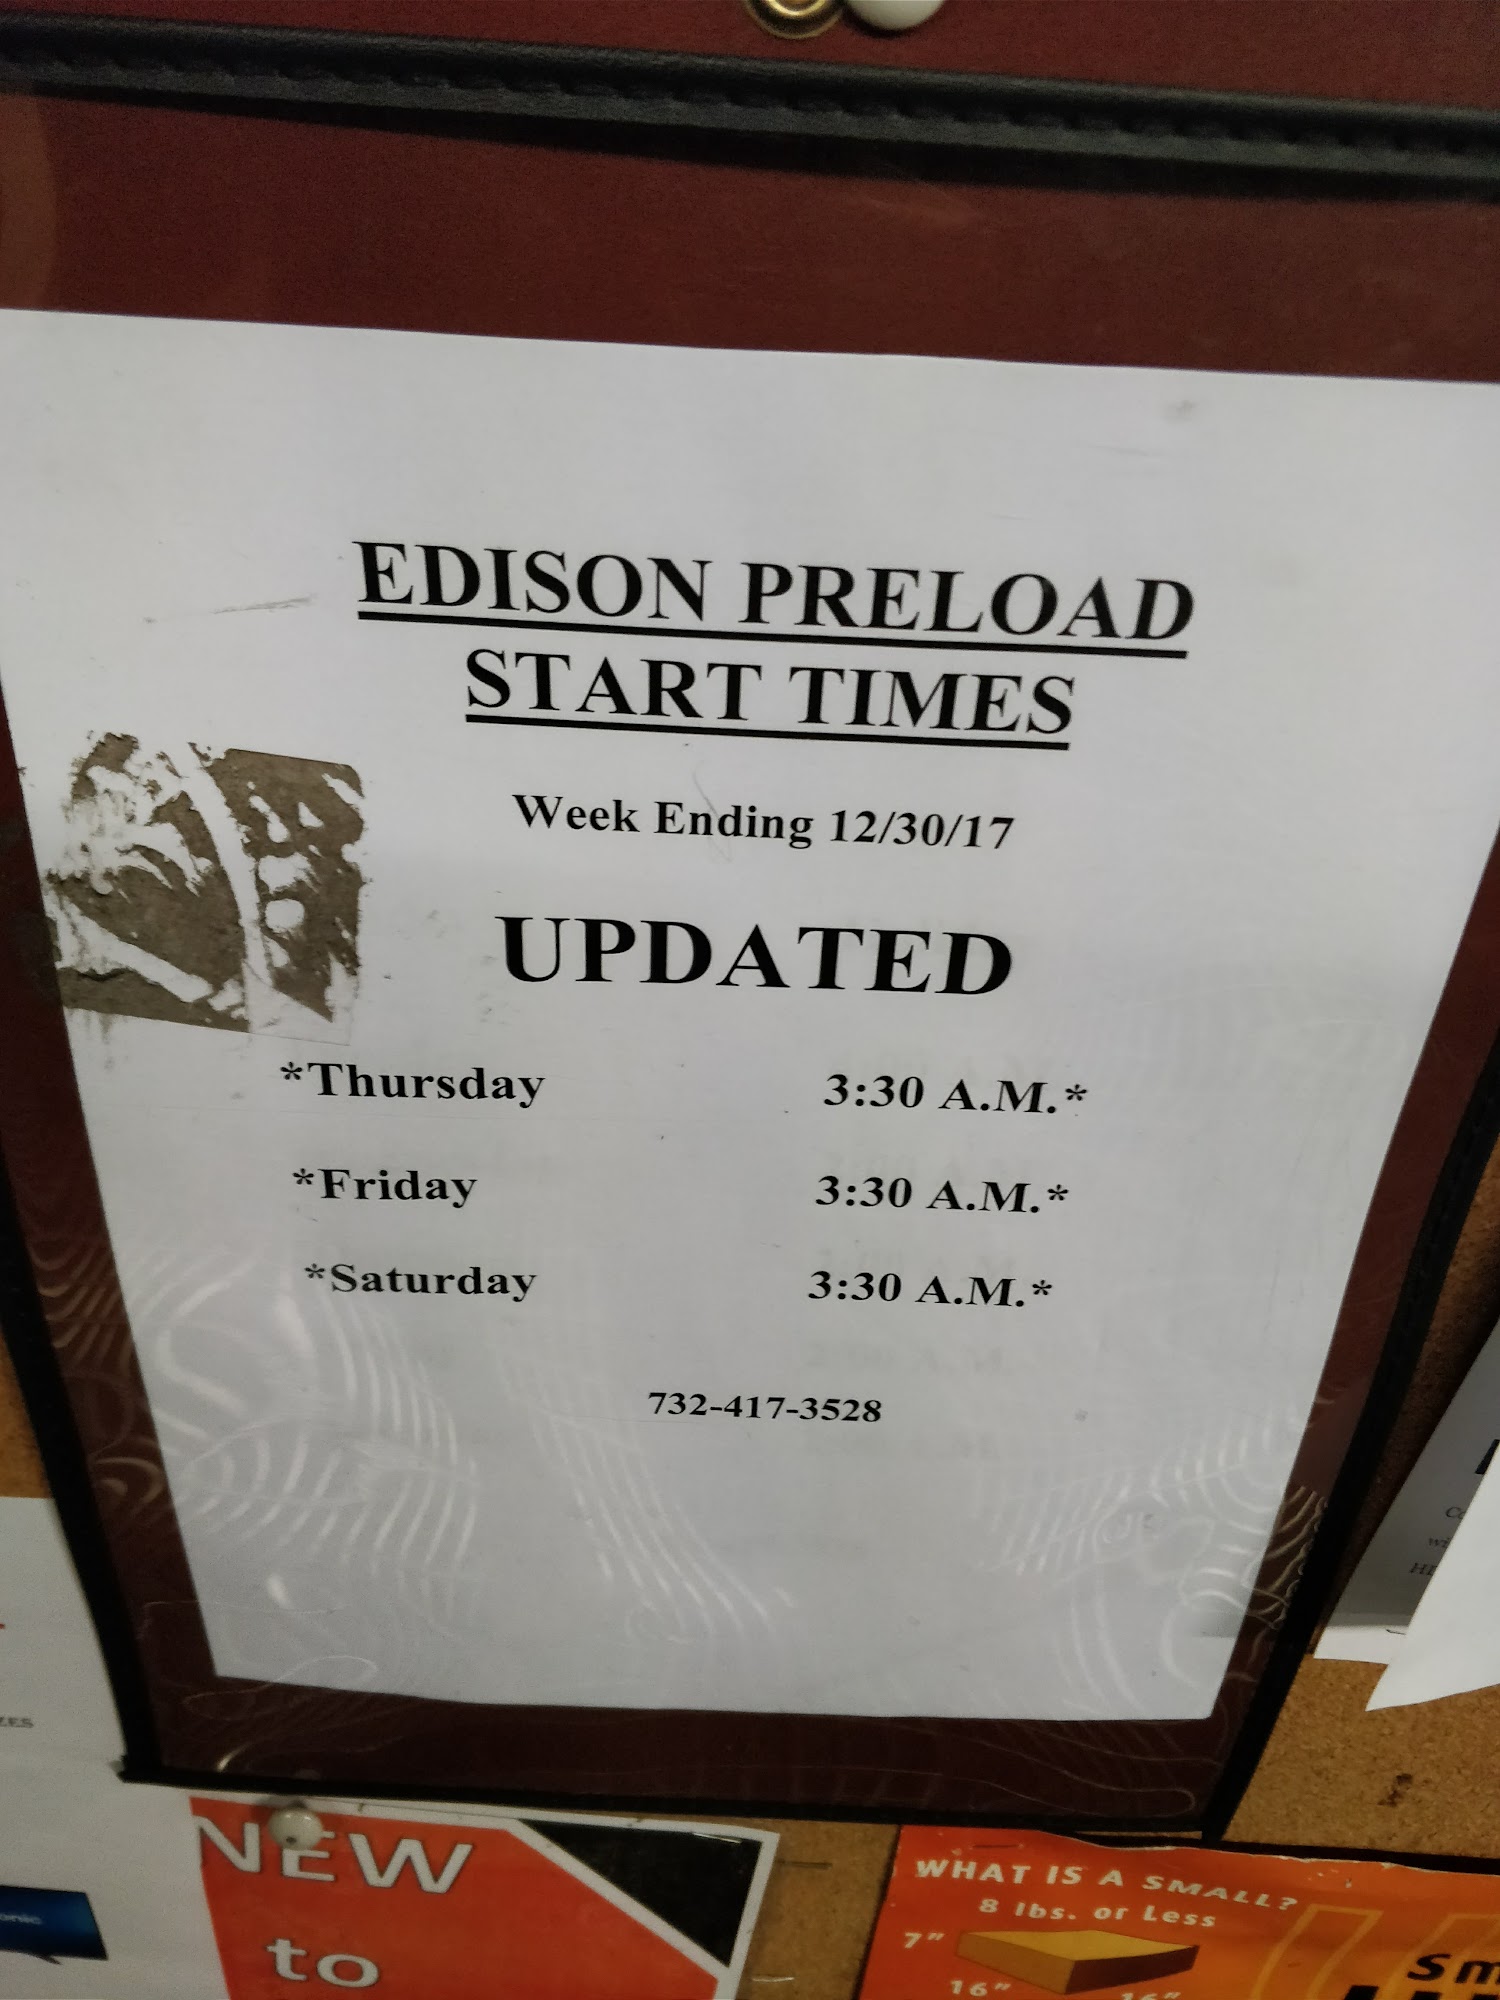 EDISON PRELOAD
START TIMES
Week Ending 12/30/17
UPDATED
*Thursday 3:30 A.M.*
*Friday 3:30 A.M.*
*Saturday 3:30 A.M.*
732-417-3528
NEW
to
WHAT IS A SMALL?
8 lbs. or Less
7"
16" 16"